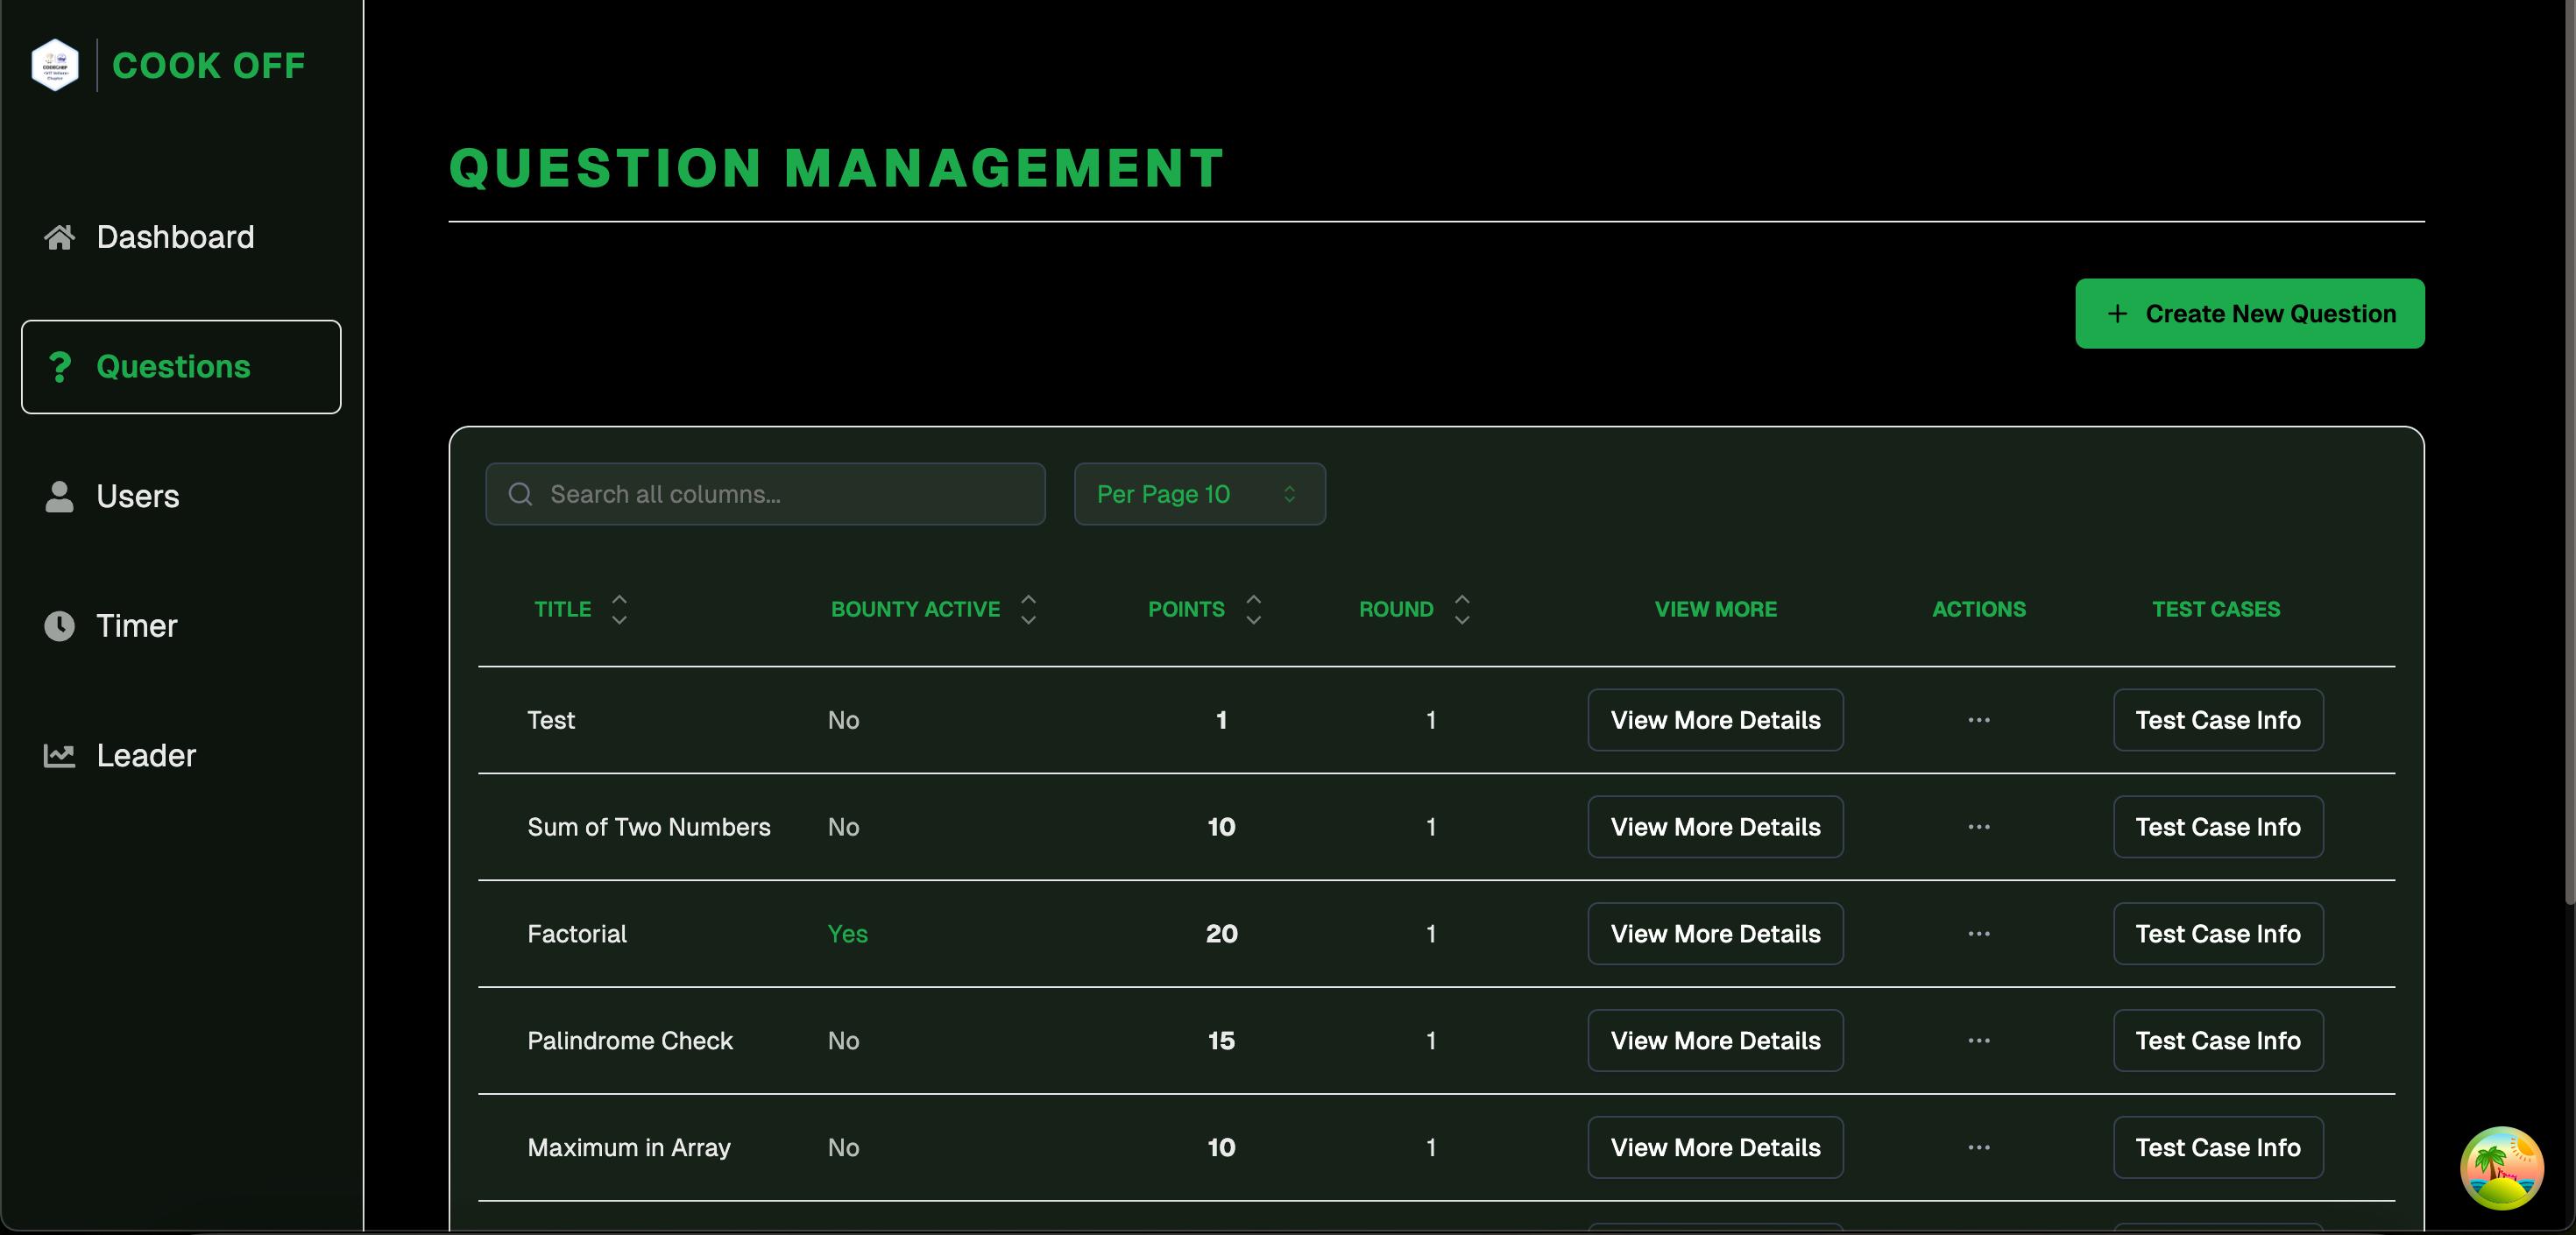 COOK OFF
Dashboard
Questions
Users
Timer
Leader
QUESTION MANAGEMENT
Create New Question
Search all columns...
Per Page 10
TITLE BOUNTY ACTIVE POINTS ROUND VIEW MORE ACTIONS TEST CASES
Test No 1 1 View More Details ... Test Case Info
Sum of Two Numbers No 10 1 View More Details ... Test Case Info
Factorial Yes 20 1 View More Details ... Test Case Info
Palindrome Check No 15 1 View More Details ... Test Case Info
Maximum in Array No 10 1 View More Details ... Test Case Info